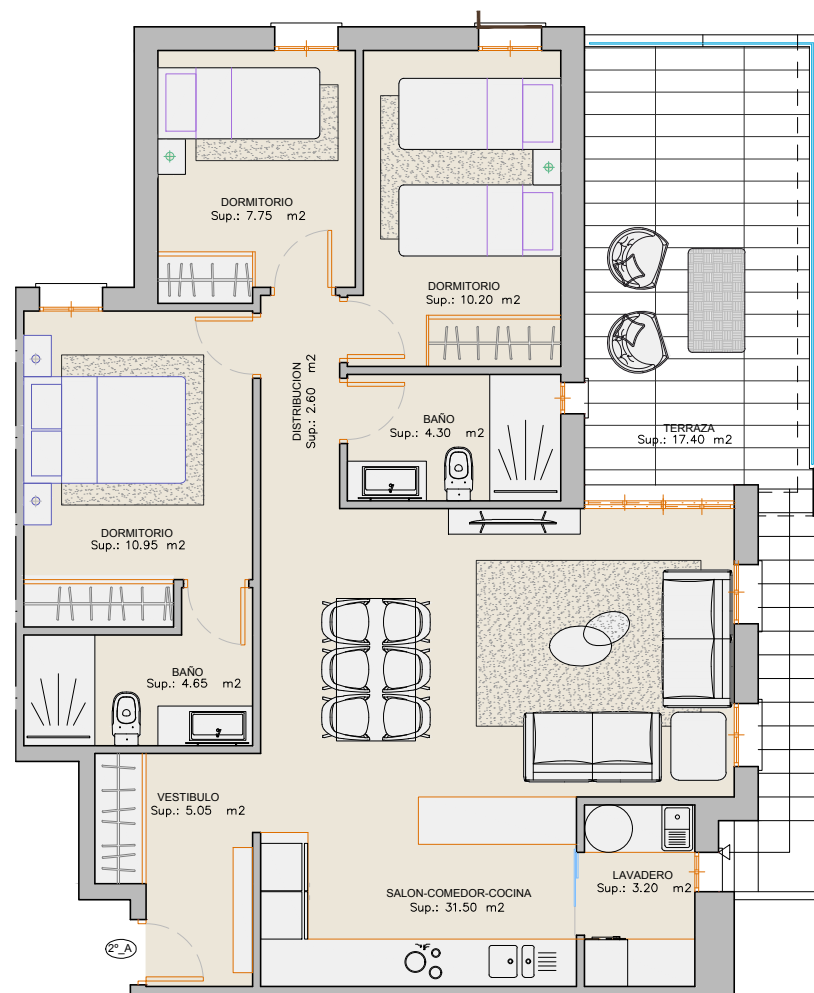 DORMITORIO
Sup.: 7.75 m2
DORMITORIO
Sup.: 10.20 m2
DISTRIBUCION
Sup.: 2.60 m2
BAÑO
Sup.: 4.30 m2
TERRAZA
Sup.: 17.40 m2
DORMITORIO
Sup.: 10.95 m2
BAÑO
Sup.: 4.65 m2
VESTIBULO
Sup.: 5.05 m2
SALON-COMEDOR-COCINA
Sup.: 31.50 m2
LAVADERO
Sup.: 3.20 m2
2º_A